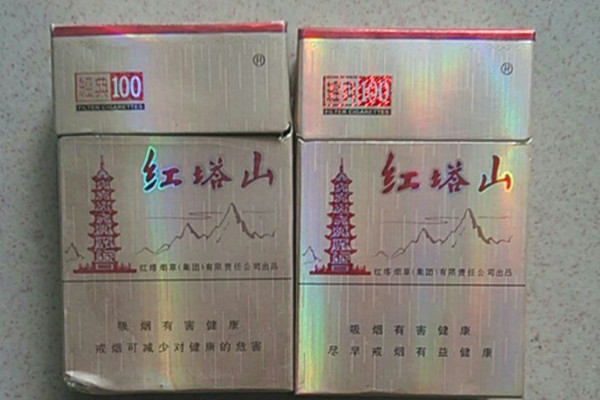 经典100
FILTER CIGARETTES
®
红塔山
红塔烟草(集团)有限责任公司出品
吸烟有害健康
戒烟可减少对健康的危害
经典100
FILTER CIGARETTES
®
红塔山
红塔烟草(集团)有限责任公司出品
吸烟有害健康
尽早戒烟有益健康